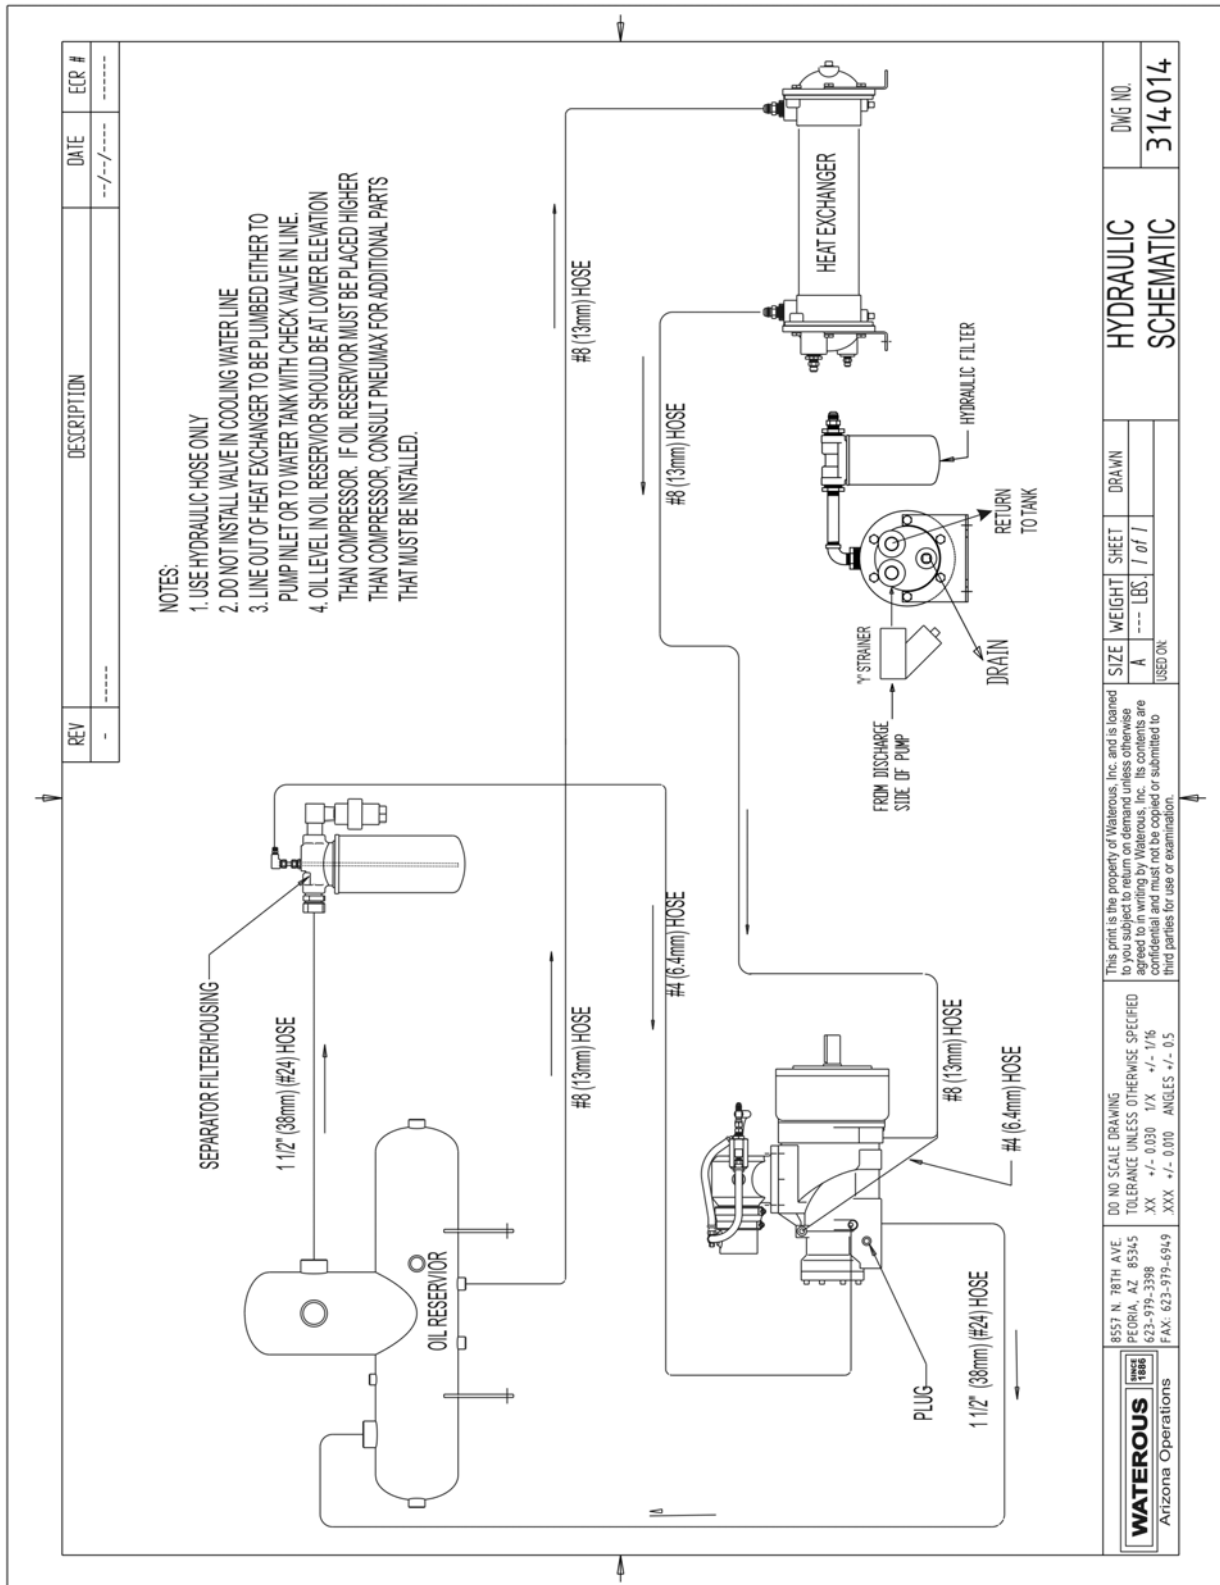 REV DESCRIPTION DATE ECR #
- ----- --/--/---- ------
NOTES:
1. USE HYDRAULIC HOSE ONLY
2. DO NOT INSTALL VALVE IN COOLING WATER LINE
3. LINE OUT OF HEAT EXCHANGER TO BE PLUMBED EITHER TO
PUMP INLET OR TO WATER TANK WITH CHECK VALVE IN LINE.
4. OIL LEVEL IN OIL RESERVIOR SHOULD BE AT LOWER ELEVATION
THAN COMPRESSOR. IF OIL RESERVIOR MUST BE PLACED HIGHER
THAN COMPRESSOR, CONSULT PNEUMAX FOR ADDITIONAL PARTS
THAT MUST BE INSTALLED.
SEPARATOR FILTER/HOUSING
1 1/2" (38mm) (#24) HOSE
OIL RESERVIOR
#8 (13mm) HOSE
#8 (13mm) HOSE
#4 (6.4mm) HOSE
#8 (13mm) HOSE
HEAT EXCHANGER
HYDRAULIC FILTER
RETURN
TO TANK
'Y' STRAINER
DRAIN
FROM DISCHARGE
SIDE OF PUMP
#8 (13mm) HOSE
#4 (6.4mm) HOSE
PLUG
1 1/2" (38mm) (#24) HOSE
WATEROUS
SINCE
1886
Arizona Operations
8557 N. 78TH AVE.
PEORIA, AZ 85345
623-979-3398
FAX: 623-979-6949
DO NO SCALE DRAWING
TOLERANCE UNLESS OTHERWISE SPECIFIED
.XX +/- 0.030 1/X +/- 1/16
.XXX +/- 0.010 ANGLES +/- 0.5
This print is the property of Waterous, Inc. and is loaned
to you subject to return on demand unless otherwise
agreed to in writing by Waterous, Inc. Its contents are
confidential and must not be copied or submitted to
third parties for use or examination.
SIZE WEIGHT SHEET DRAWN
A --- LBS. 1 of 1
USED ON:
HYDRAULIC
SCHEMATIC
DWG NO.
314014